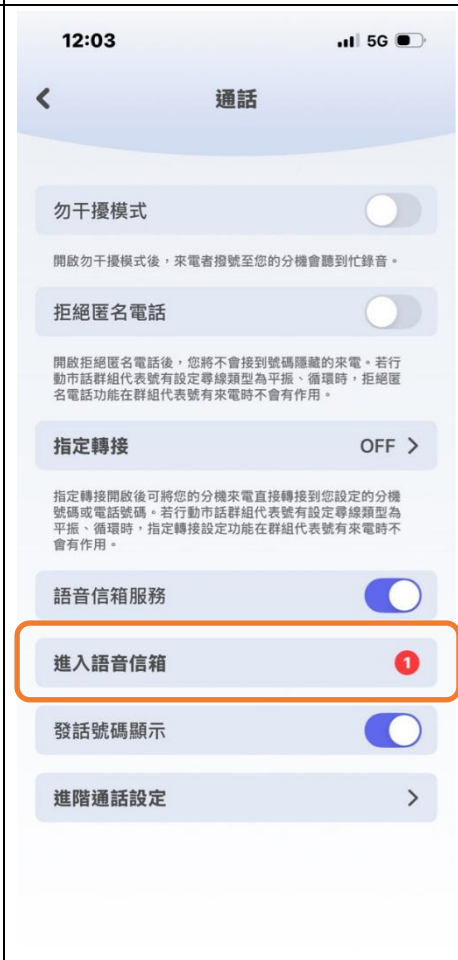 12:03
5G
通話
勿干擾模式
開啟勿干擾模式後，來電者撥號至您的分機會聽到忙錄音。
拒絕匿名電話
開啟拒絕匿名電話後，您將不會接到號碼隱藏的來電。若行
動市話群組代表號有設定尋線類型為平振、循環時，拒絕匿
名電話功能在群組代表號有來電時不會有作用。
指定轉接
OFF
指定轉接開啟後可將您的分機來電直接轉接到您設定的分機
號碼或電話號碼。若行動市話群組代表號有設定尋線類型為
平振、循環時，指定轉接設定功能在群組代表號有來電時不
會有作用。
語音信箱服務
進入語音信箱
1
發話號碼顯示
進階通話設定